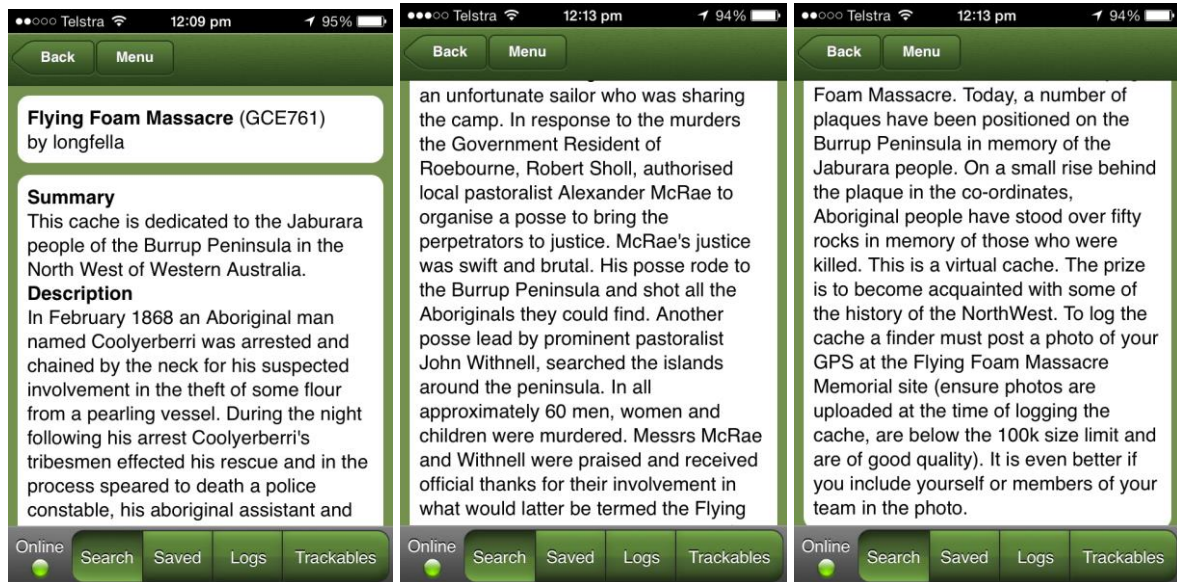 Telstra 12:09 pm 95%
Back Menu
Flying Foam Massacre (GCE761)
by longfella
Summary
This cache is dedicated to the Jaburara
people of the Burrup Peninsula in the
North West of Western Australia.
Description
In February 1868 an Aboriginal man
named Coolyerberri was arrested and
chained by the neck for his suspected
involvement in the theft of some flour
from a pearling vessel. During the night
following his arrest Coolyerberri's
tribesmen effected his rescue and in the
process speared to death a police
constable, his aboriginal assistant and
Online Search Saved Logs Trackables
Telstra 12:13 pm 94%
Back Menu
an unfortunate sailor who was sharing
the camp. In response to the murders
the Government Resident of
Roebourne, Robert Sholl, authorised
local pastoralist Alexander McRae to
organise a posse to bring the
perpetrators to justice. McRae's justice
was swift and brutal. His posse rode to
the Burrup Peninsula and shot all the
Aboriginals they could find. Another
posse lead by prominent pastoralist
John Withnell, searched the islands
around the peninsula. In all
approximately 60 men, women and
children were murdered. Messrs McRae
and Withnell were praised and received
official thanks for their involvement in
what would latter be termed the Flying
Online Search Saved Logs Trackables
Telstra 12:13 pm 94%
Back Menu
Foam Massacre. Today, a number of
plaques have been positioned on the
Burrup Peninsula in memory of the
Jaburara people. On a small rise behind
the plaque in the co-ordinates,
Aboriginal people have stood over fifty
rocks in memory of those who were
killed. This is a virtual cache. The prize
is to become acquainted with some of
the history of the NorthWest. To log the
cache a finder must post a photo of your
GPS at the Flying Foam Massacre
Memorial site (ensure photos are
uploaded at the time of logging the
cache, are below the 100k size limit and
are of good quality). It is even better if
you include yourself or members of your
team in the photo.
Online Search Saved Logs Trackables